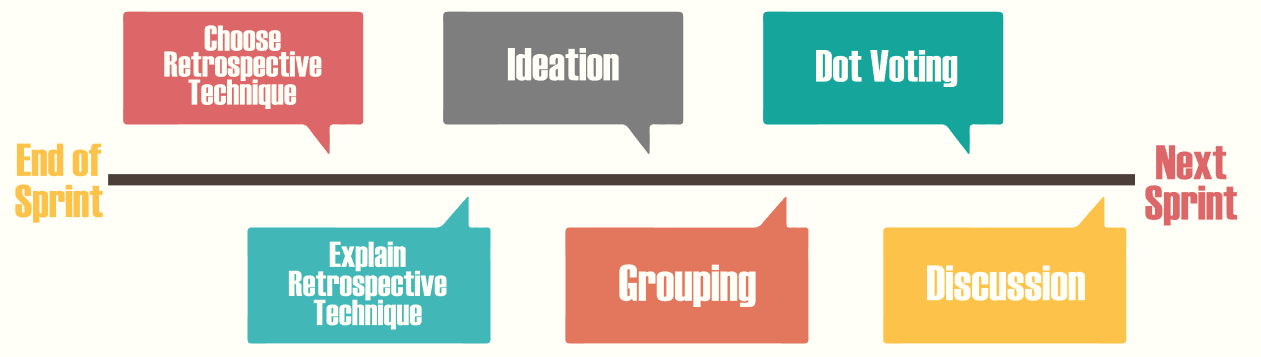 End of
Sprint
Choose
Retrospective
Technique
Explain
Retrospective
Technique
Ideation
Grouping
Dot Voting
Discussion
Next
Sprint